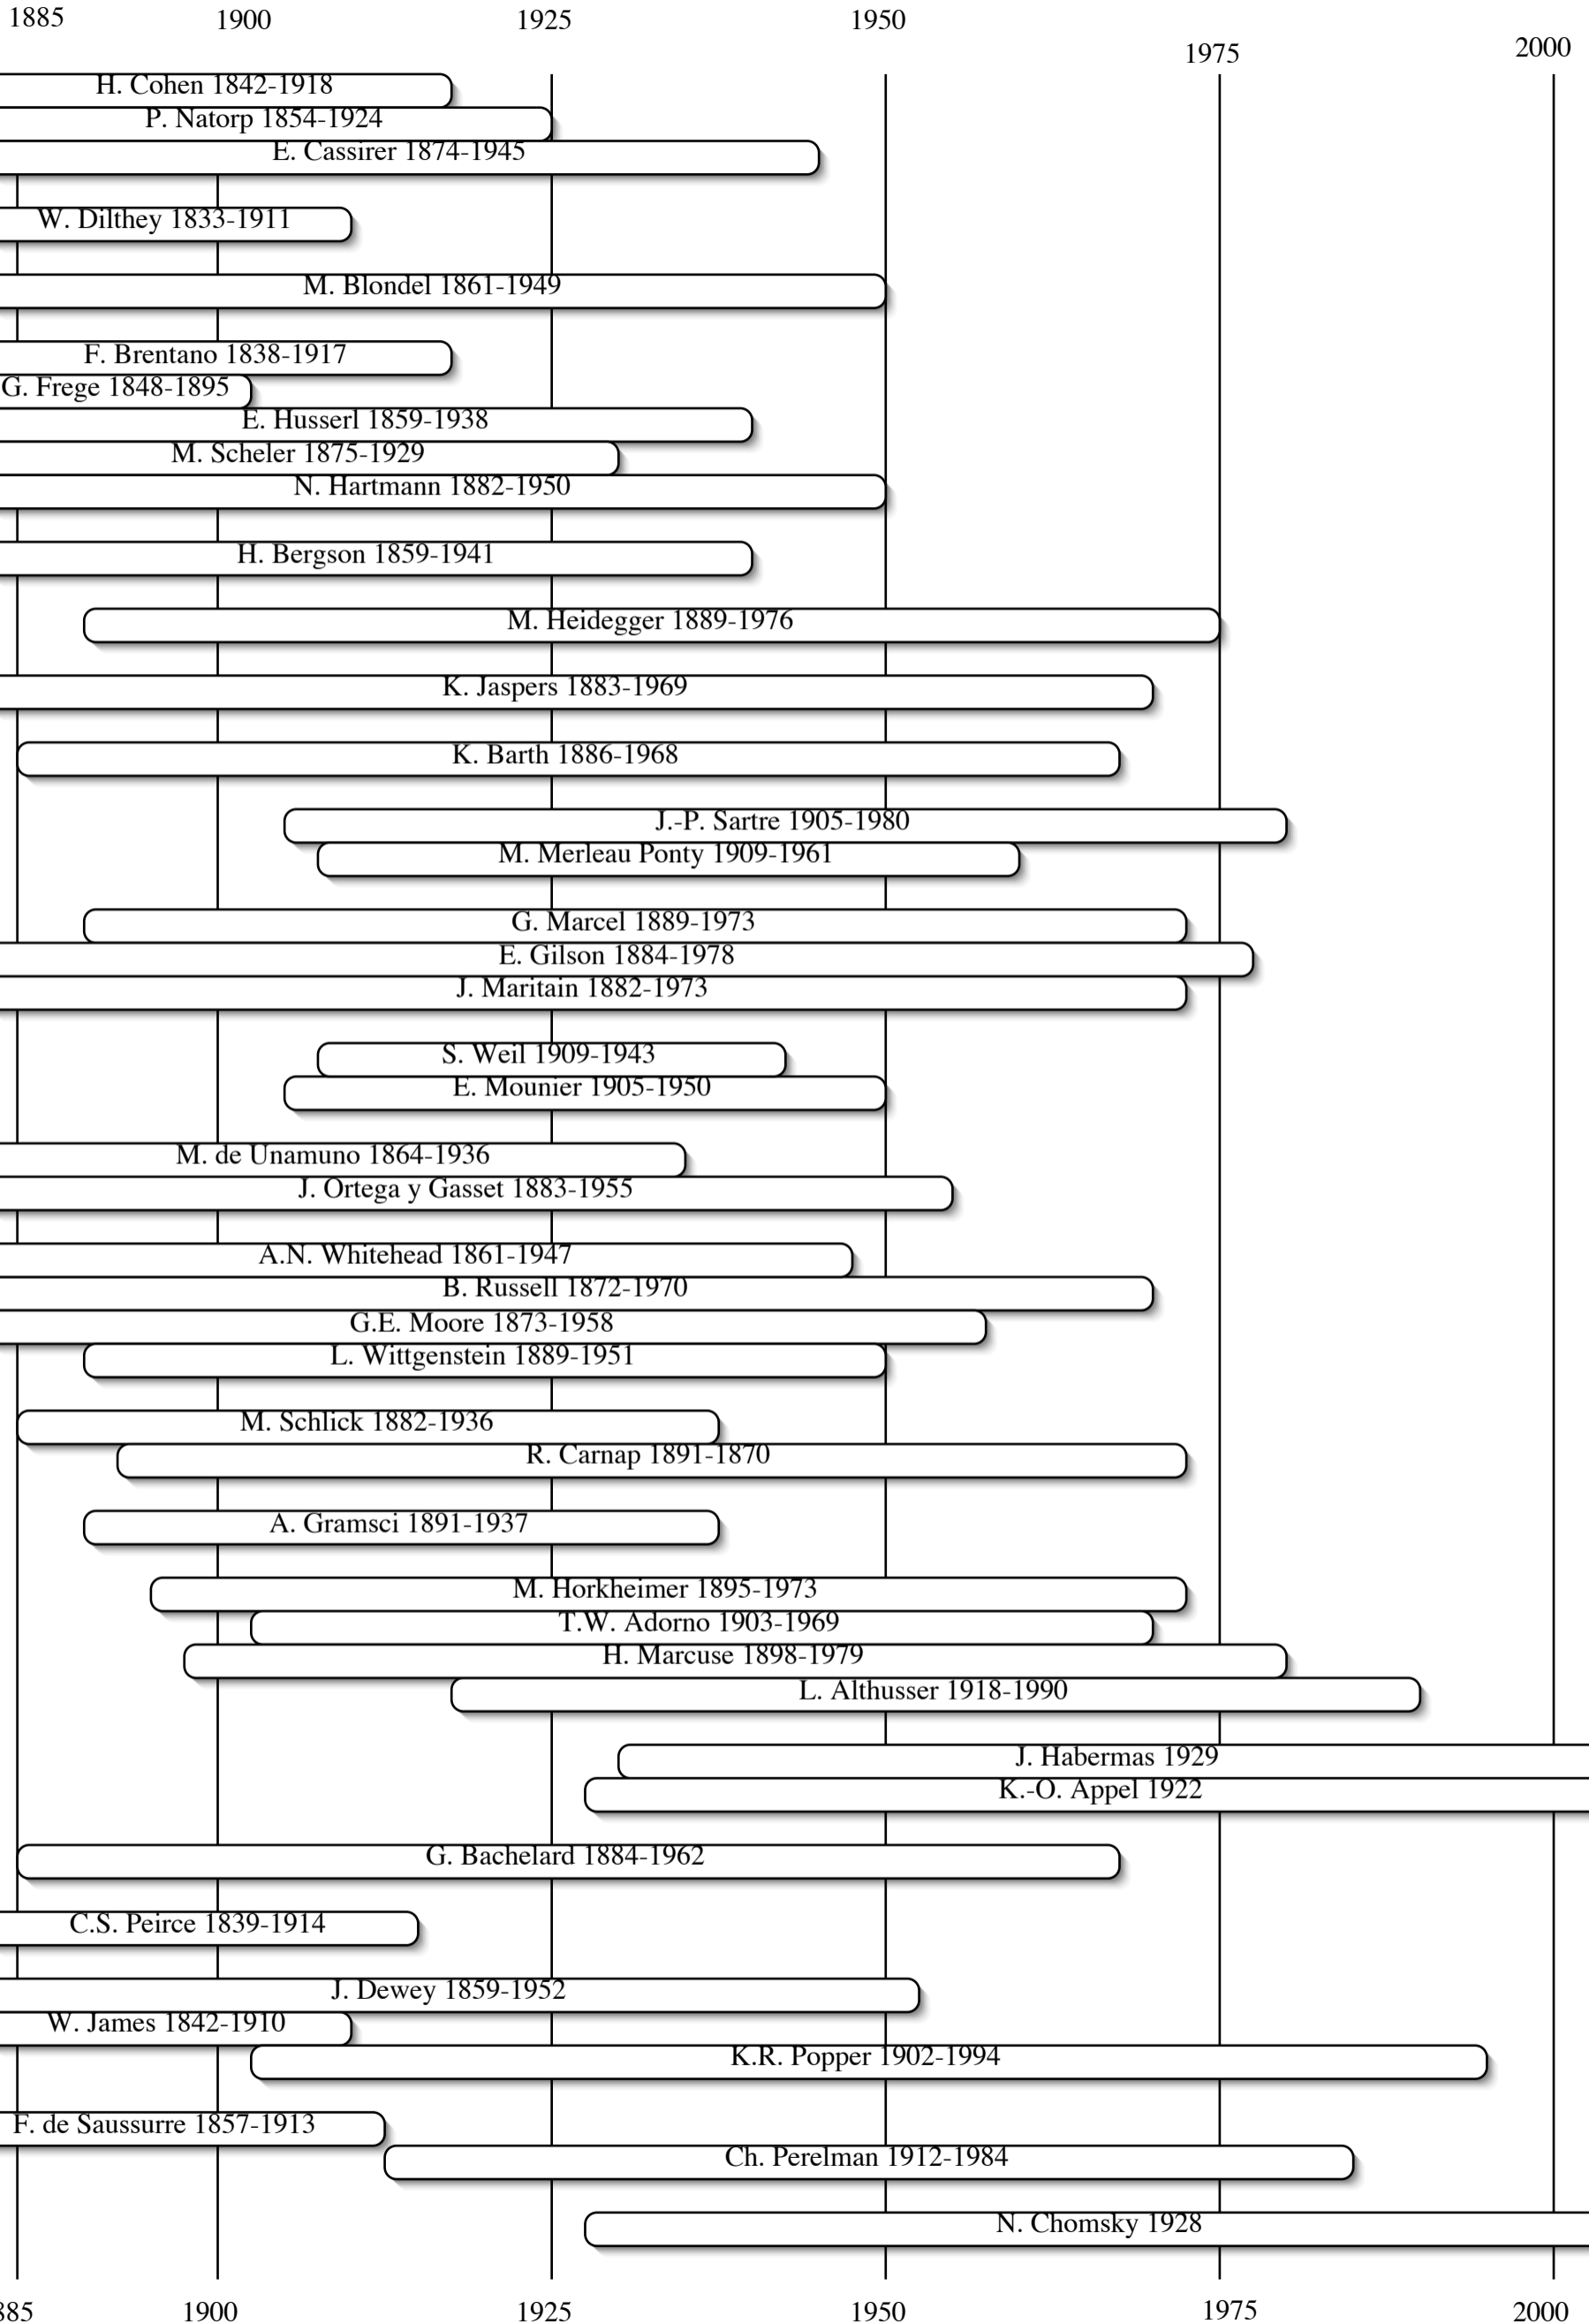 1885 1900 1925 1950 1975 2000
H. Cohen 1842-1918
P. Natorp 1854-1924
E. Cassirer 1874-1945
W. Dilthey 1833-1911
M. Blondel 1861-1949
F. Brentano 1838-1917
G. Frege 1848-1895
E. Husserl 1859-1938
M. Scheler 1875-1929
N. Hartmann 1882-1950
H. Bergson 1859-1941
M. Heidegger 1889-1976
K. Jaspers 1883-1969
K. Barth 1886-1968
J.-P. Sartre 1905-1980
M. Merleau Ponty 1909-1961
G. Marcel 1889-1973
E. Gilson 1884-1978
J. Maritain 1882-1973
S. Weil 1909-1943
E. Mounier 1905-1950
M. de Unamuno 1864-1936
J. Ortega y Gasset 1883-1955
A.N. Whitehead 1861-1947
B. Russell 1872-1970
G.E. Moore 1873-1958
L. Wittgenstein 1889-1951
M. Schlick 1882-1936
R. Carnap 1891-1870
A. Gramsci 1891-1937
M. Horkheimer 1895-1973
T.W. Adorno 1903-1969
H. Marcuse 1898-1979
L. Althusser 1918-1990
J. Habermas 1929
K.-O. Appel 1922
G. Bachelard 1884-1962
C.S. Peirce 1839-1914
J. Dewey 1859-1952
W. James 1842-1910
K.R. Popper 1902-1994
F. de Saussurre 1857-1913
Ch. Perelman 1912-1984
N. Chomsky 1928
885 1900 1925 1950 1975 2000